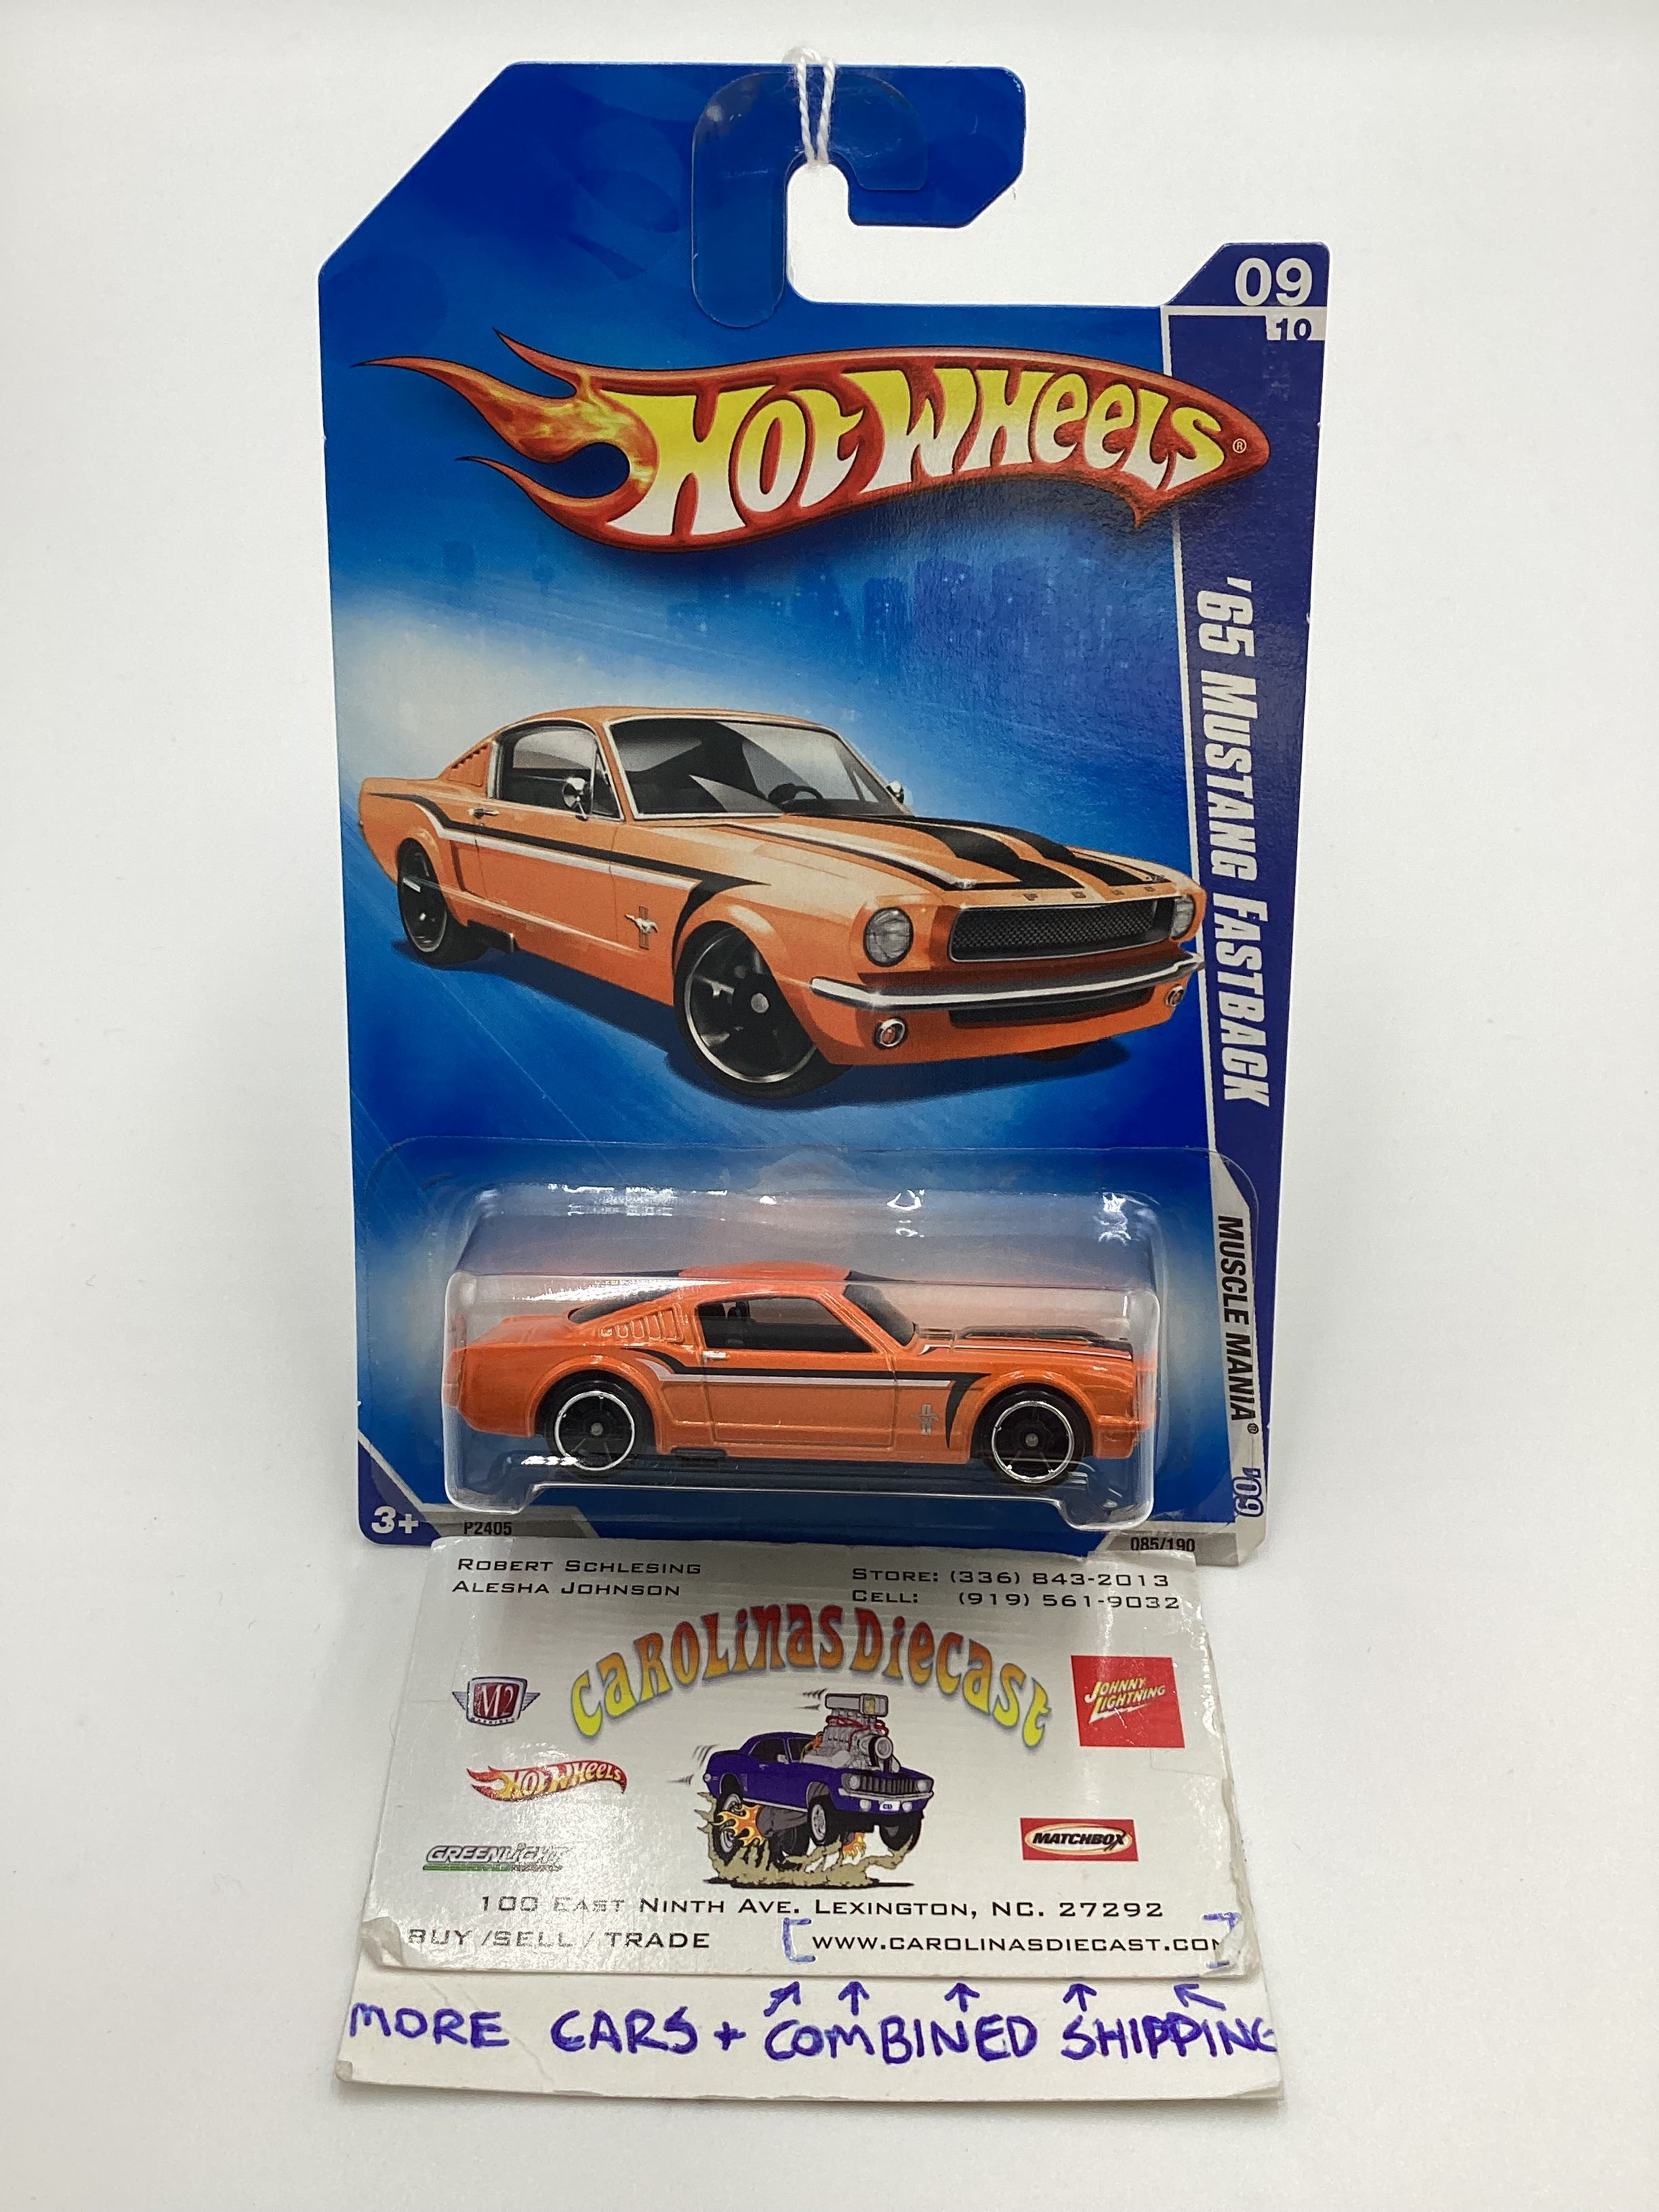 09
10
HOT WHEELS®
'65 MUSTANG FASTBACK
FORD
MUSCLE MANIA®
'09
3+
P2405
085/190
ROBERT SCHLESING
ALESHA JOHNSON
STORE: (336) 843-2013
CELL: (919) 561-9032
CAROLINAS DIECAST
M2
JOHNNY LIGHTNING
HOT WHEELS
GREENLIGHT
MATCHBOX
100 EAST NINTH AVE. LEXINGTON, NC. 27292
BUY /SELL / TRADE [WWW.CAROLINASDIECAST.COM]
MORE CARS + COMBINED SHIPPING